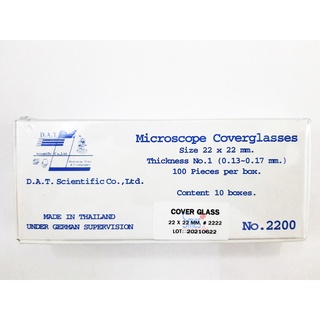 Microscope Coverglasses
Size 22 x 22 mm.
Thickness No.1 (0.13-0.17 mm.)
100 Pieces per box.
Content 10 boxes.
D.A.T.
D.A.T. Scientific Co.,Ltd.
MADE IN THAILAND
UNDER GERMAN SUPERVISION
COVER GLASS
22 X 22 MM. # 2222
LOT: 20210622
No.2200